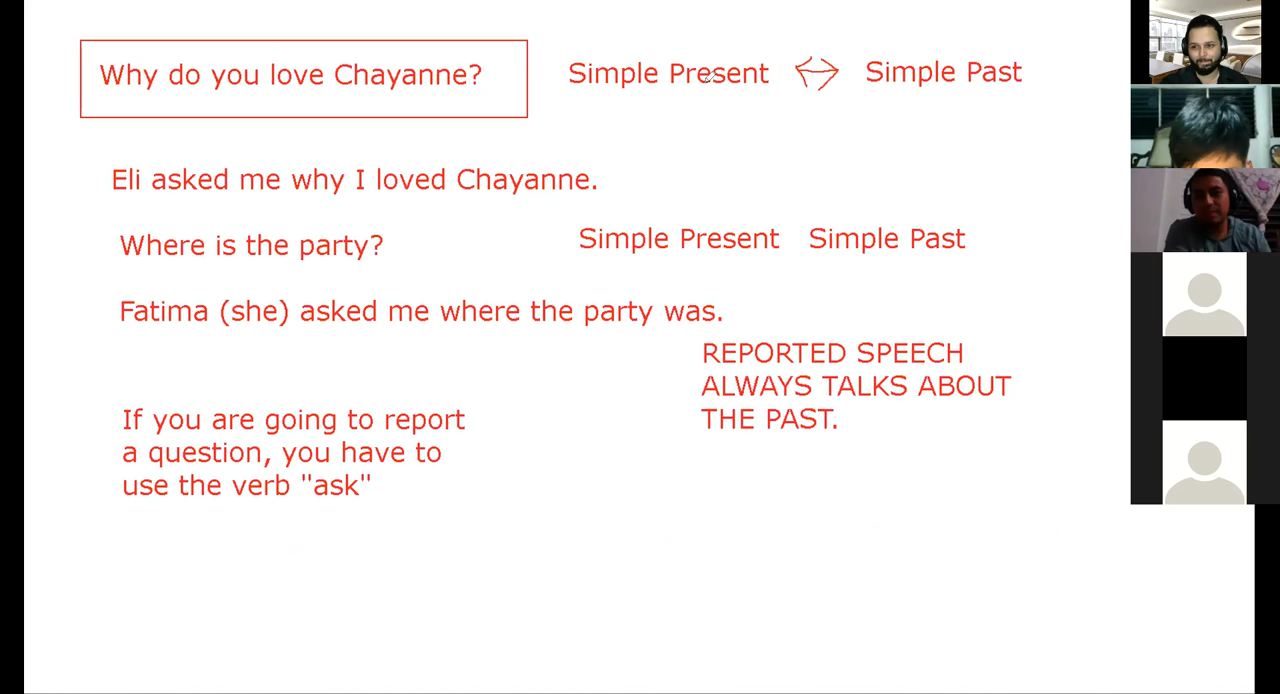 Why do you love Chayanne?
Simple Present
Simple Past
Eli asked me why I loved Chayanne.
Where is the party?
Simple Present Simple Past
Fatima (she) asked me where the party was.
REPORTED SPEECH
ALWAYS TALKS ABOUT
THE PAST.
If you are going to report
a question, you have to
use the verb "ask"